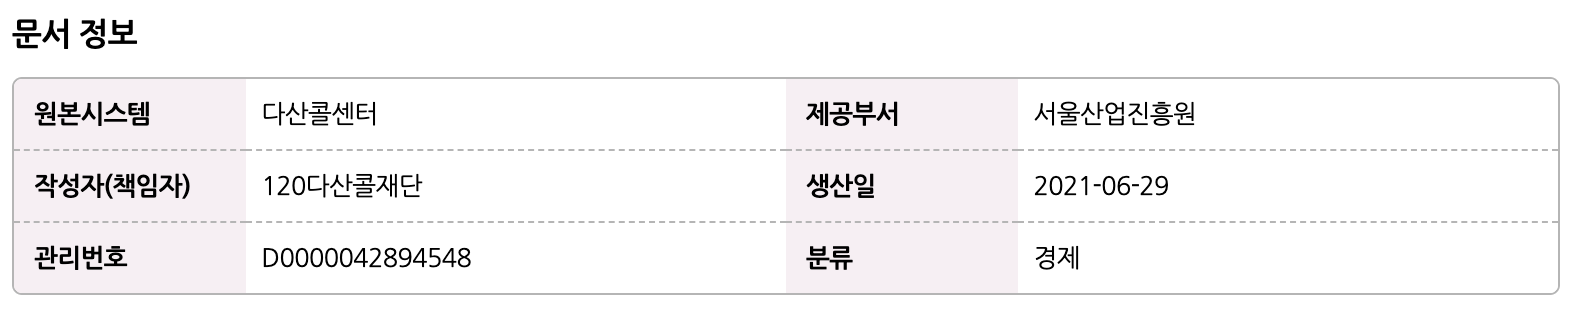 문서 정보
원본시스템 다산콜센터 제공부서 서울산업진흥원
작성자(책임자) 120다산콜재단 생산일 2021-06-29
관리번호 D0000042894548 분류 경제